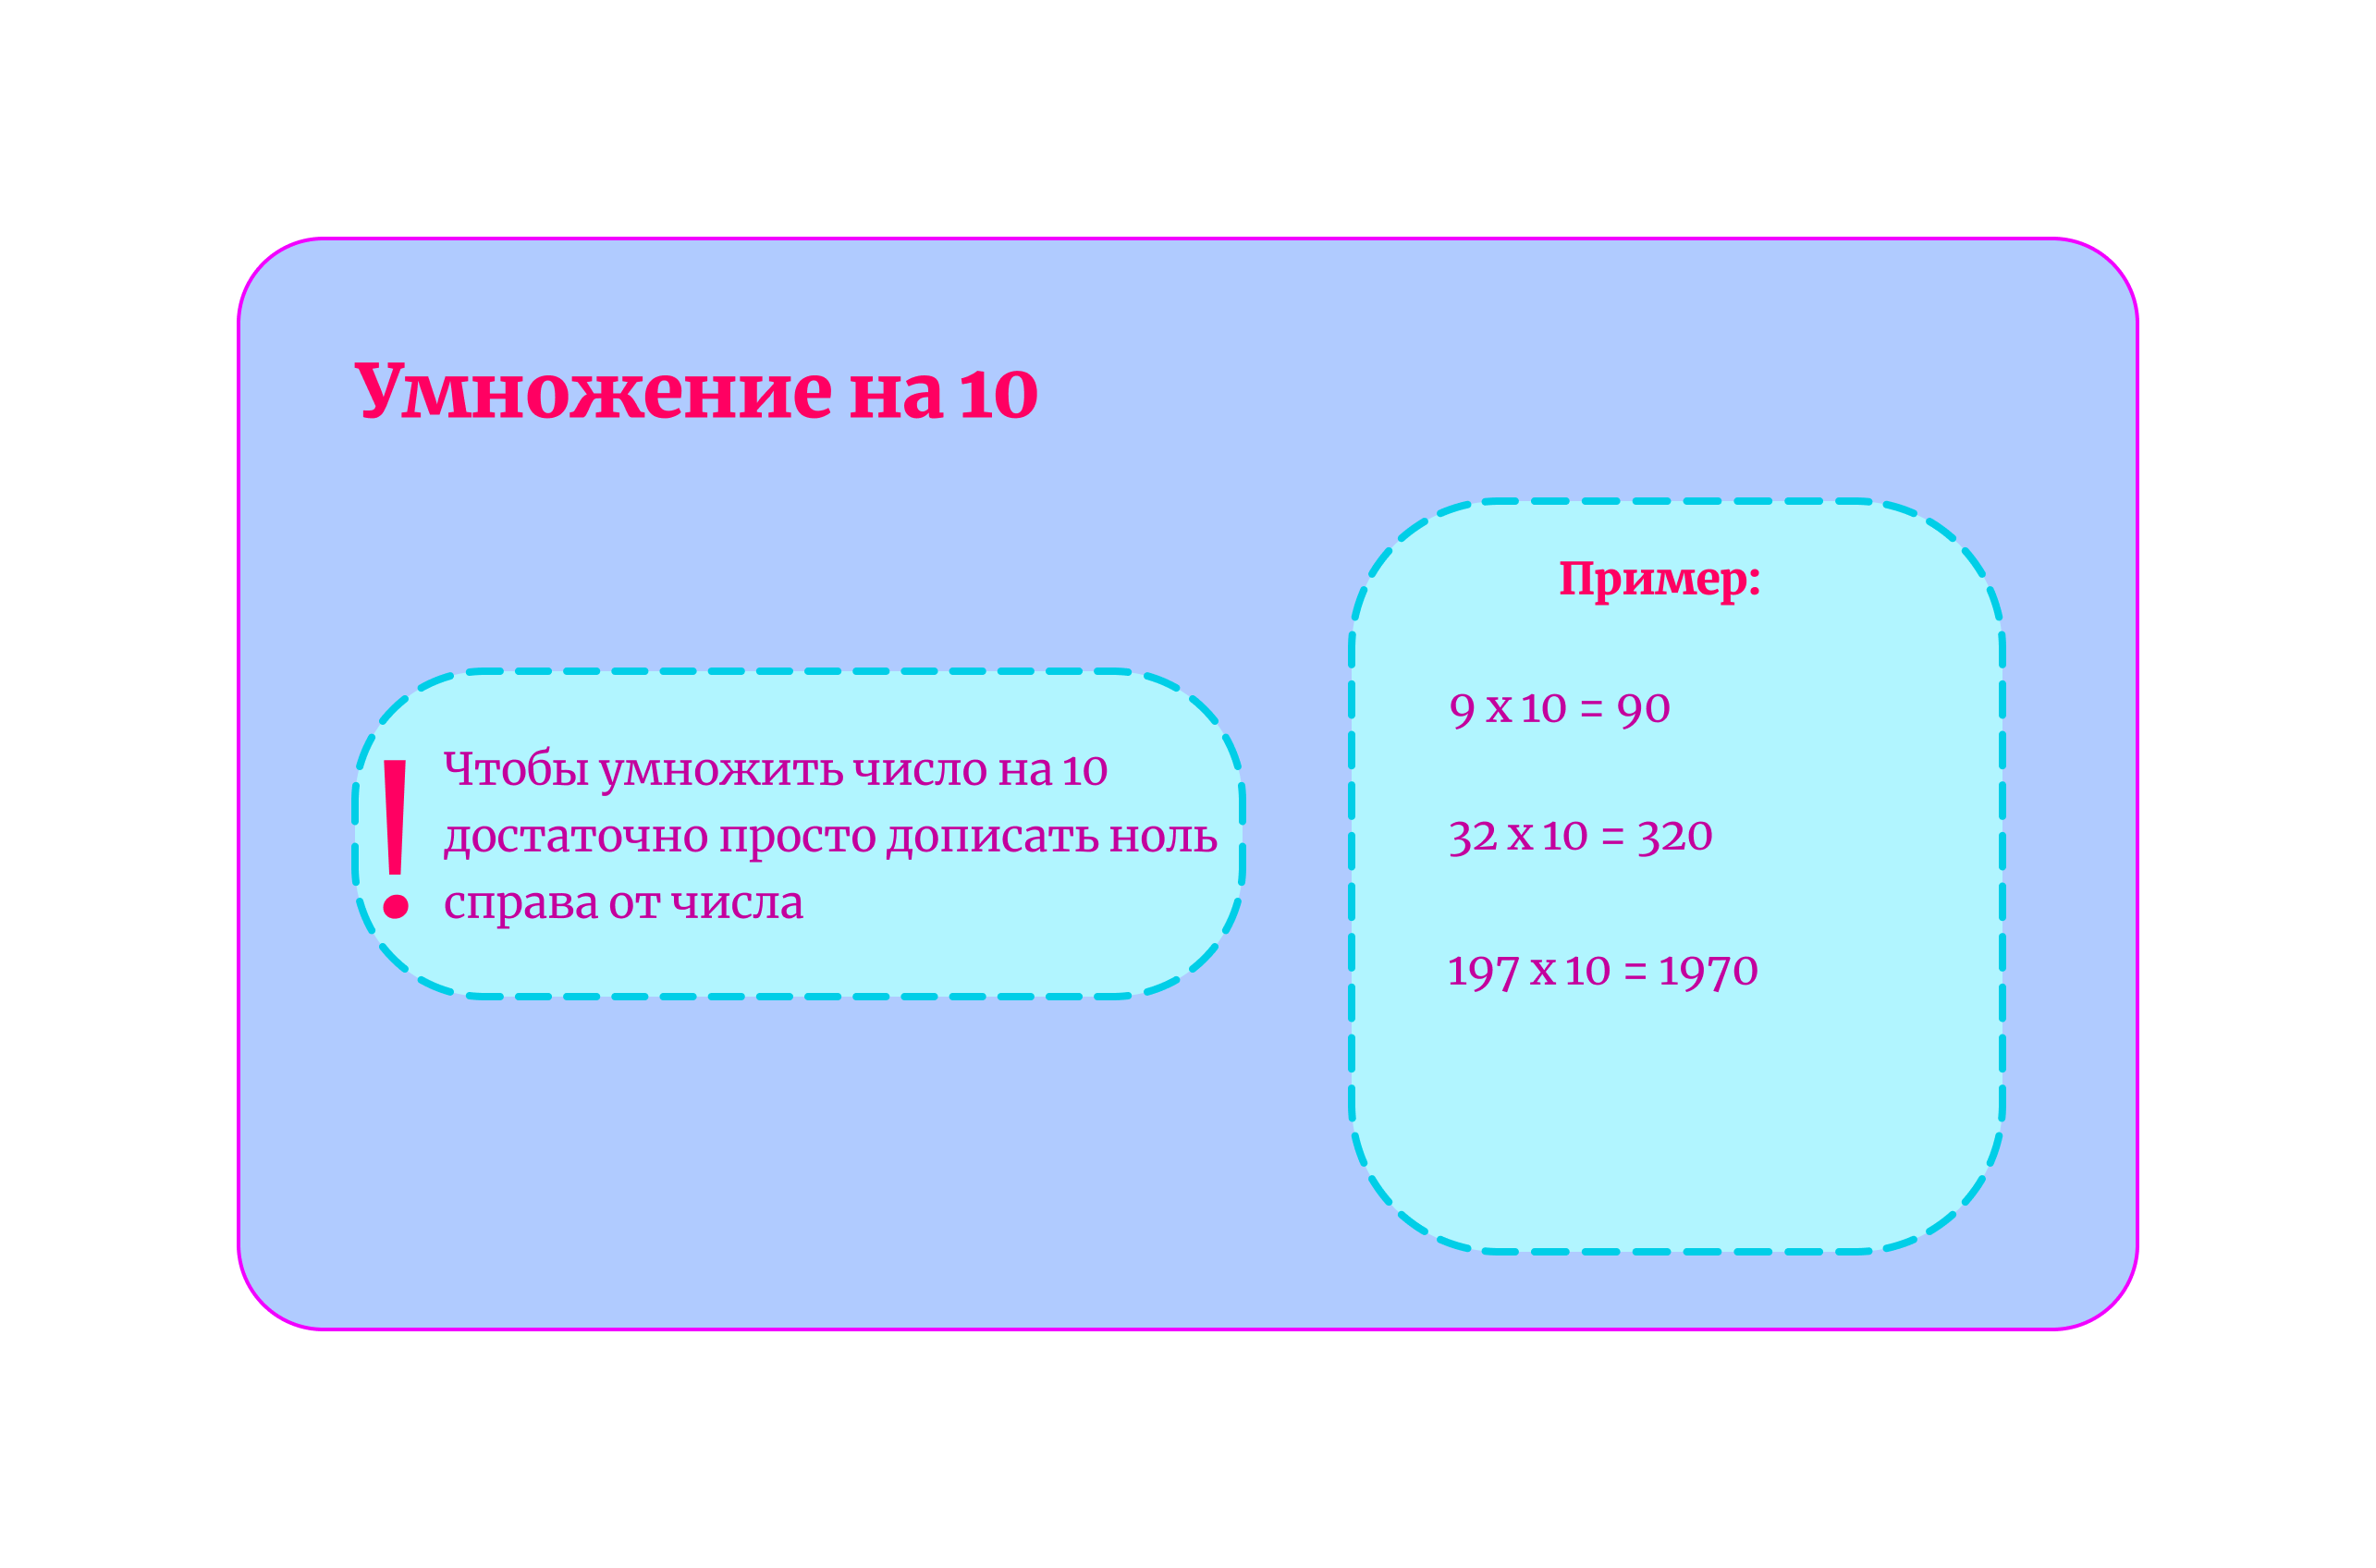 Умножение на 10
! Чтобы умножить число на 10
достаточно просто дописать ноль
справа от числа
Пример:
9 x 10 = 90
32 x 10 = 320
197 x 10 = 1970